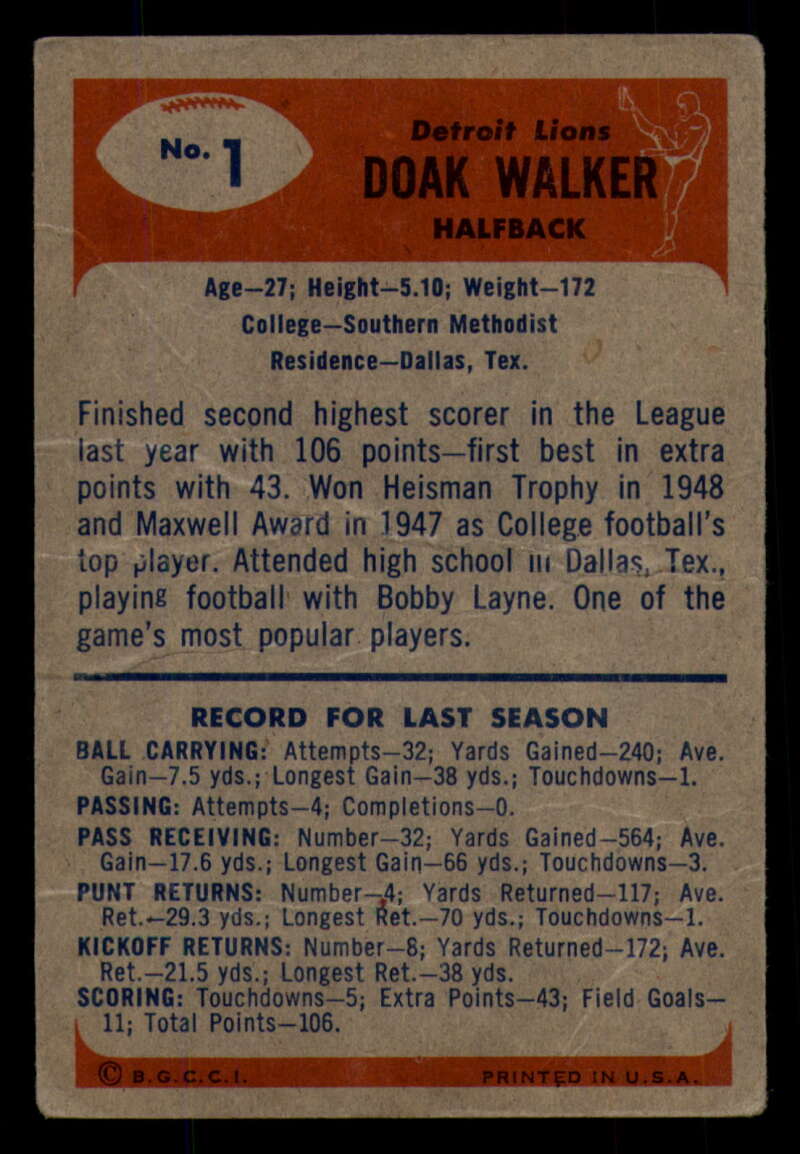 No. 1
Detroit Lions
DOAK WALKER
HALFBACK
Age—27; Height—5.10; Weight—172
College—Southern Methodist
Residence—Dallas, Tex.
Finished second highest scorer in the League
last year with 106 points—first best in extra
points with 43. Won Heisman Trophy in 1948
and Maxwell Award in 1947 as College football's
top player. Attended high school in Dallas, Tex.,
playing football with Bobby Layne. One of the
game's most popular players.
RECORD FOR LAST SEASON
BALL CARRYING: Attempts—32; Yards Gained—240; Ave.
Gain—7.5 yds.; Longest Gain—38 yds.; Touchdowns—1.
PASSING: Attempts—4; Completions—0.
PASS RECEIVING: Number—32; Yards Gained—564; Ave.
Gain—17.6 yds.; Longest Gain—66 yds.; Touchdowns—3.
PUNT RETURNS: Number—4; Yards Returned—117; Ave.
Ret.—29.3 yds.; Longest Ret.—70 yds.; Touchdowns—1.
KICKOFF RETURNS: Number—8; Yards Returned—172; Ave.
Ret.—21.5 yds.; Longest Ret.—38 yds.
SCORING: Touchdowns—5; Extra Points—43; Field Goals—
11; Total Points—106.
© B.G.C.C.I. PRINTED IN U.S.A.